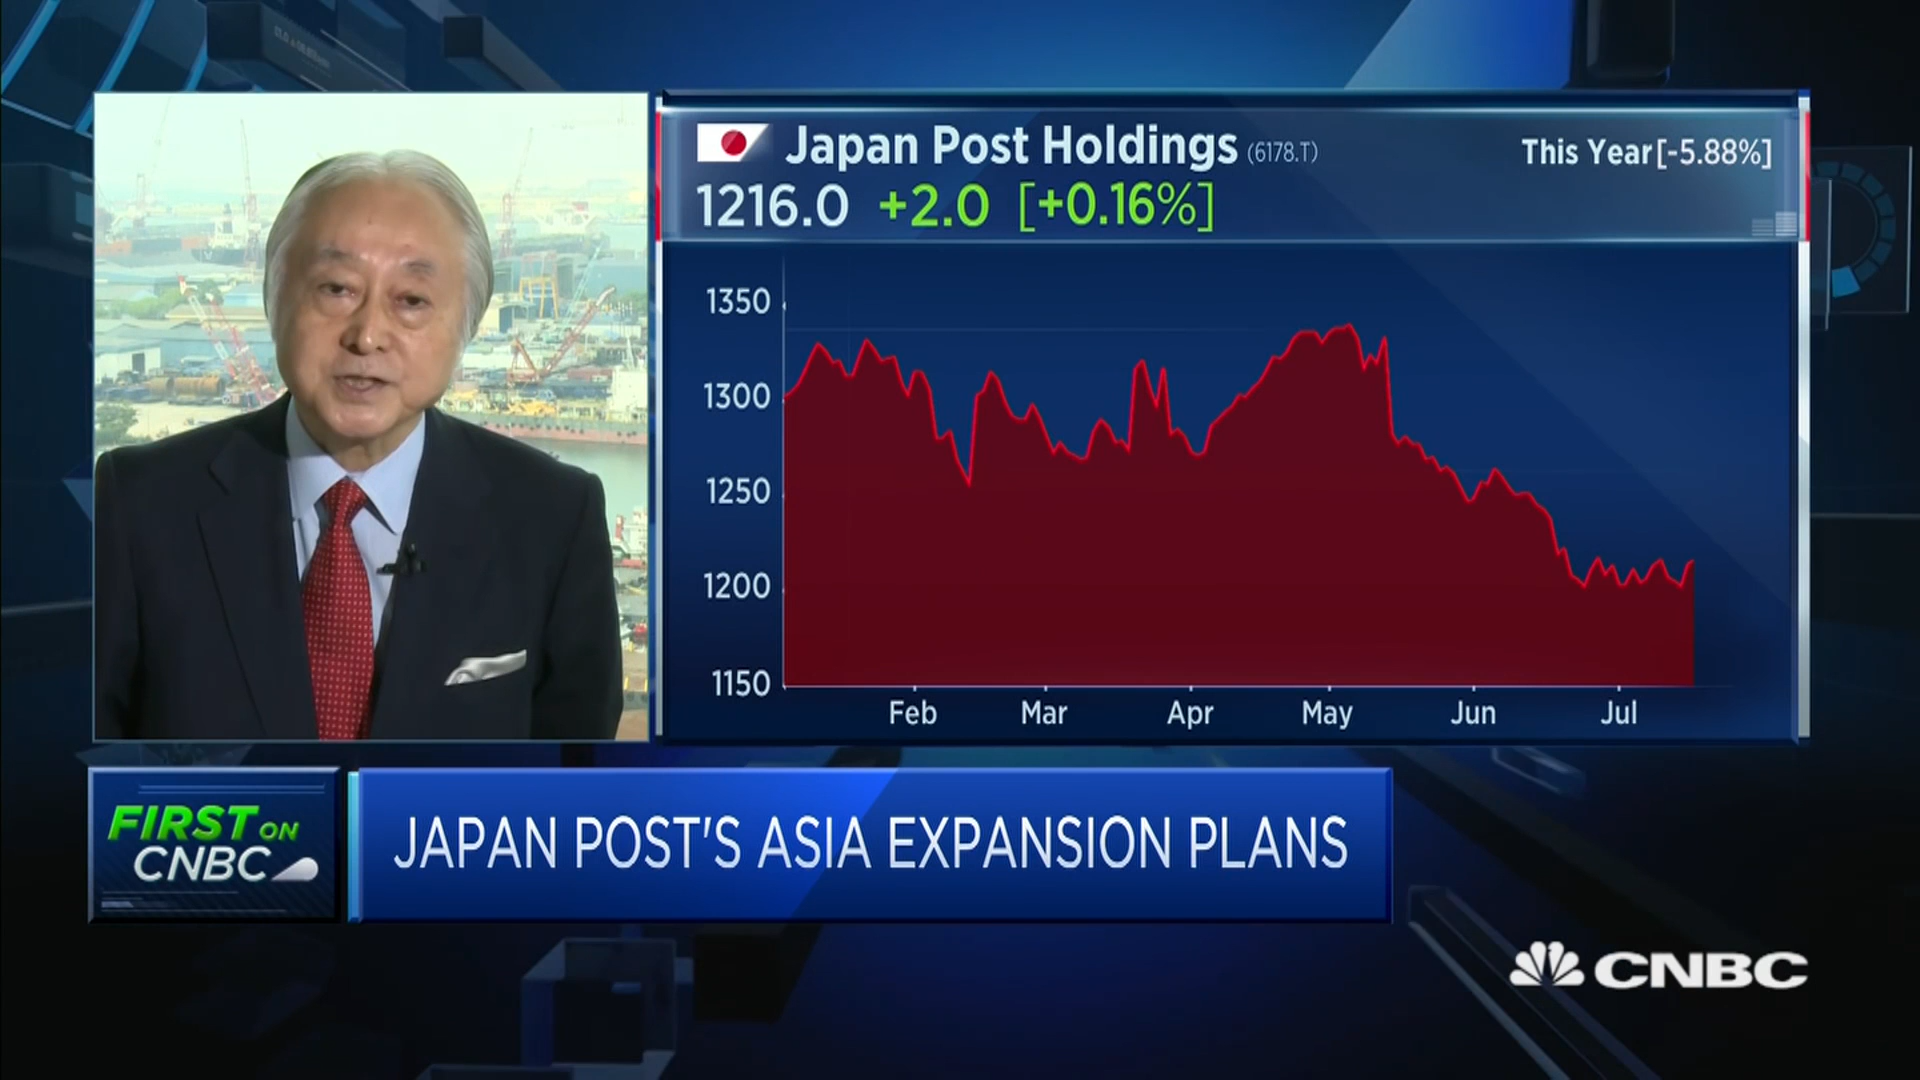 Japan Post Holdings (6178.T)
This Year[-5.88%]
1216.0 +2.0 [+0.16%]
1350
1300
1250
1200
1150
Feb Mar Apr May Jun Jul
FIRST ON
CNBC
JAPAN POST'S ASIA EXPANSION PLANS
CNBC